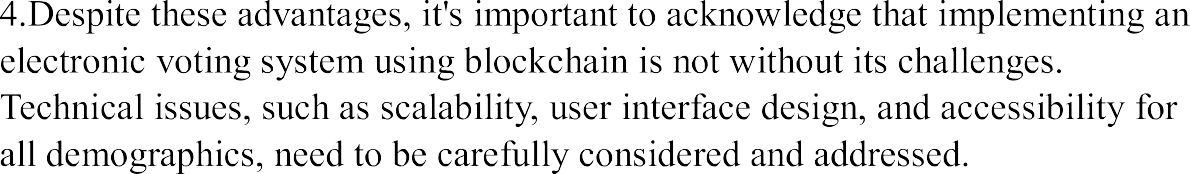 4.Despite these advantages, it's important to acknowledge that implementing an
electronic voting system using blockchain is not without its challenges.
Technical issues, such as scalability, user interface design, and accessibility for
all demographics, need to be carefully considered and addressed.